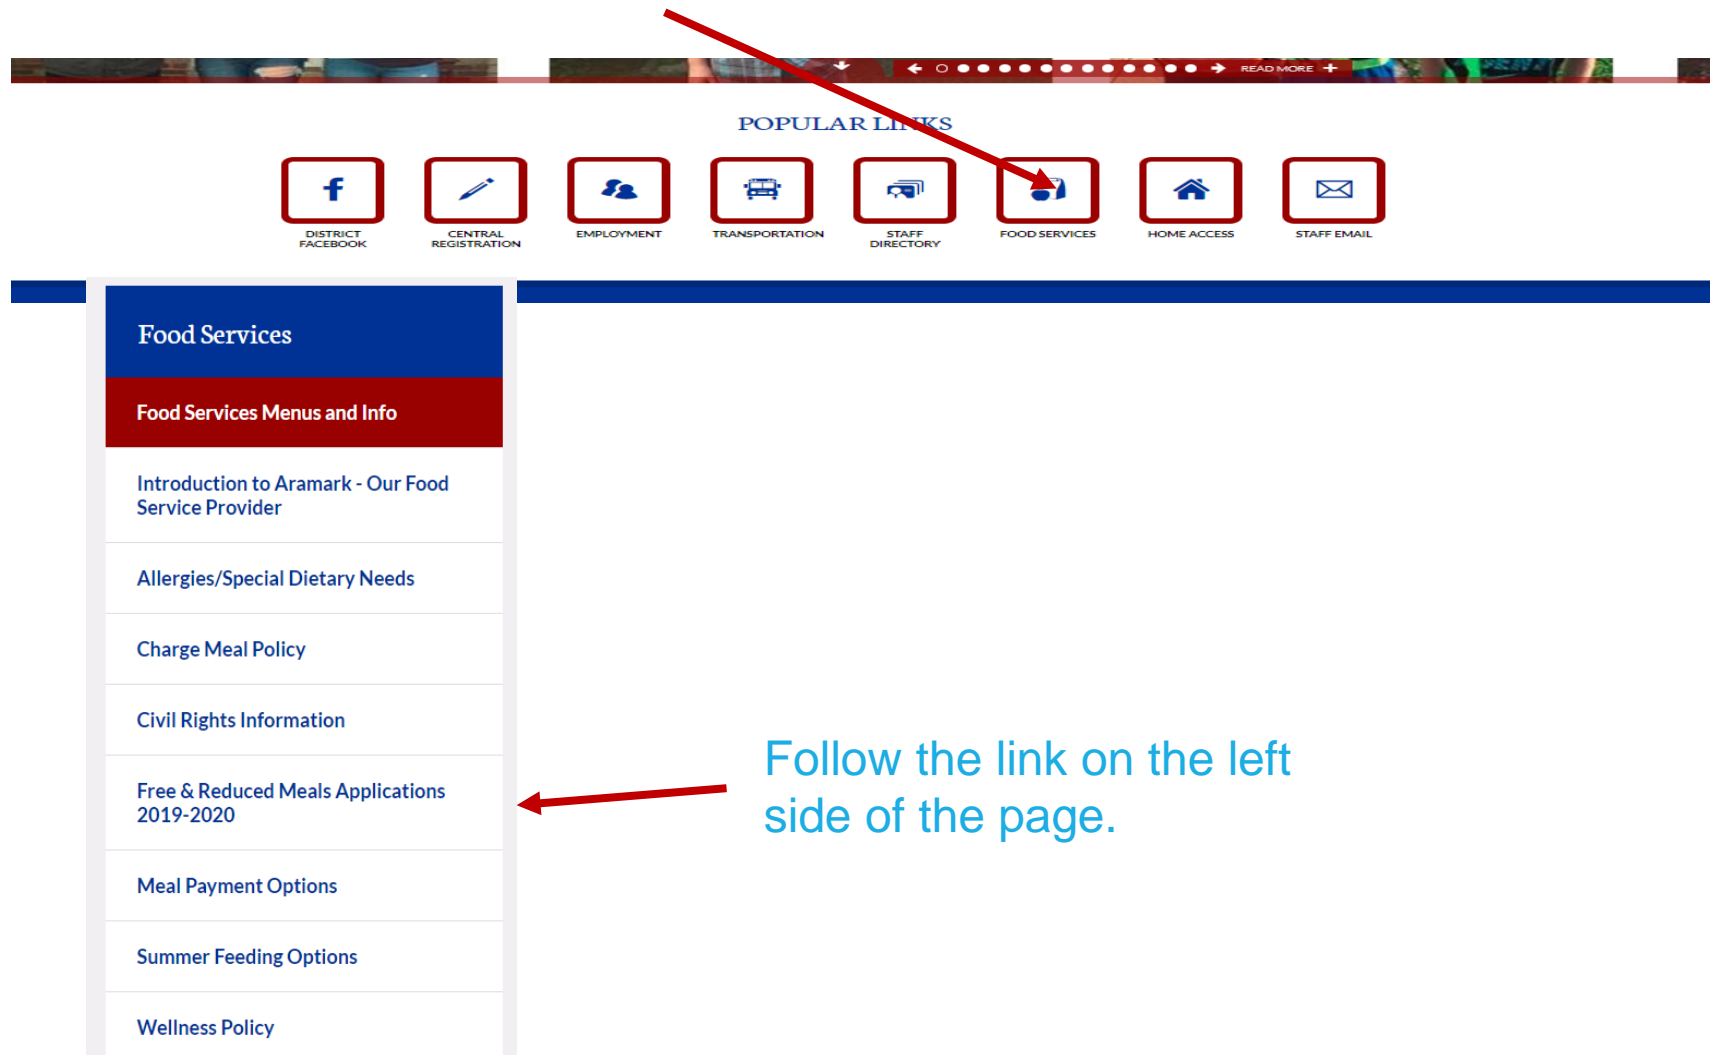 READ MORE
POPULAR LINKS
DISTRICT
FACEBOOK
CENTRAL
REGISTRATION
EMPLOYMENT
TRANSPORTATION
STAFF
DIRECTORY
FOOD SERVICES
HOME ACCESS
STAFF EMAIL
Food Services
Food Services Menus and Info
Introduction to Aramark - Our Food
Service Provider
Allergies/Special Dietary Needs
Charge Meal Policy
Civil Rights Information
Free & Reduced Meals Applications
2019-2020
Meal Payment Options
Summer Feeding Options
Wellness Policy
Follow the link on the left
side of the page.